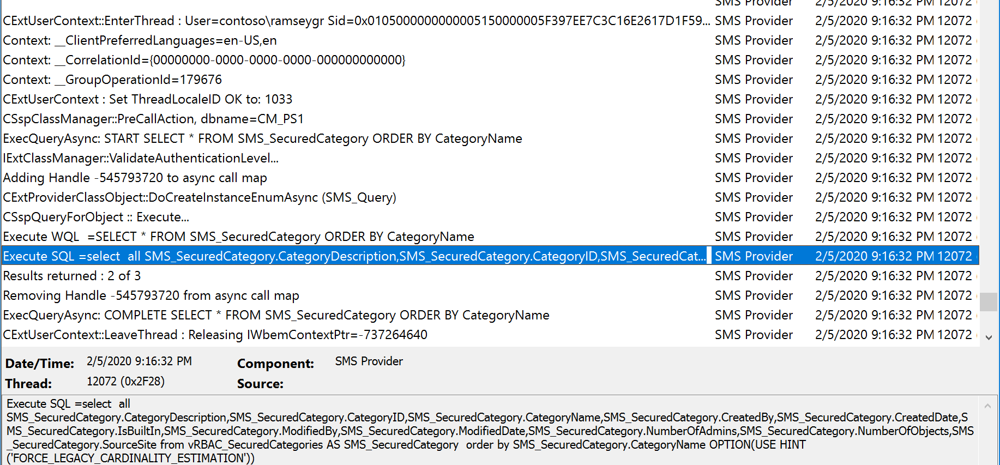 SMS Provider 2/5/2020 9:16:32 PM 12072
CExtUserContext::EnterThread : User=contoso\ramseygr Sid=0x0105000000000005150000005F397EE7C3C16E2617D1F59... SMS Provider 2/5/2020 9:16:32 PM 12072
Context: __ClientPreferredLanguages=en-US,en SMS Provider 2/5/2020 9:16:32 PM 12072
Context: __CorrelationId={00000000-0000-0000-0000-000000000000} SMS Provider 2/5/2020 9:16:32 PM 12072
Context: __GroupOperationId=179676 SMS Provider 2/5/2020 9:16:32 PM 12072
CExtUserContext : Set ThreadLocaleID OK to: 1033 SMS Provider 2/5/2020 9:16:32 PM 12072
CSspClassManager::PreCallAction, dbname=CM_PS1 SMS Provider 2/5/2020 9:16:32 PM 12072
ExecQueryAsync: START SELECT * FROM SMS_SecuredCategory ORDER BY CategoryName SMS Provider 2/5/2020 9:16:32 PM 12072
IExtClassManager::ValidateAuthenticationLevel... SMS Provider 2/5/2020 9:16:32 PM 12072
Adding Handle -545793720 to async call map SMS Provider 2/5/2020 9:16:32 PM 12072
CExtProviderClassObject::DoCreateInstanceEnumAsync (SMS_Query) SMS Provider 2/5/2020 9:16:32 PM 12072
CSspQueryForObject :: Execute... SMS Provider 2/5/2020 9:16:32 PM 12072
Execute WQL  =SELECT * FROM SMS_SecuredCategory ORDER BY CategoryName SMS Provider 2/5/2020 9:16:32 PM 12072
Execute SQL =select  all SMS_SecuredCategory.CategoryDescription,SMS_SecuredCategory.CategoryID,SMS_SecuredCat... SMS Provider 2/5/2020 9:16:32 PM 12072
Results returned : 2 of 3 SMS Provider 2/5/2020 9:16:32 PM 12072
Removing Handle -545793720 from async call map SMS Provider 2/5/2020 9:16:32 PM 12072
ExecQueryAsync: COMPLETE SELECT * FROM SMS_SecuredCategory ORDER BY CategoryName SMS Provider 2/5/2020 9:16:32 PM 12072
CExtUserContext::LeaveThread : Releasing IWbemContextPtr=-737264640 SMS Provider 2/5/2020 9:16:32 PM 12072
Date/Time: 2/5/2020 9:16:32 PM Component: SMS Provider
Thread: 12072 (0x2F28) Source:
Execute SQL =select  all
SMS_SecuredCategory.CategoryDescription,SMS_SecuredCategory.CategoryID,SMS_SecuredCategory.CategoryName,SMS_SecuredCategory.CreatedBy,SMS_SecuredCategory.CreatedDate,S
MS_SecuredCategory.IsBuiltIn,SMS_SecuredCategory.ModifiedBy,SMS_SecuredCategory.ModifiedDate,SMS_SecuredCategory.NumberOfAdmins,SMS_SecuredCategory.NumberOfObjects,SMS
_SecuredCategory.SourceSite from vRBAC_SecuredCategories AS SMS_SecuredCategory  order by SMS_SecuredCategory.CategoryName OPTION(USE HINT
('FORCE_LEGACY_CARDINALITY_ESTIMATION'))